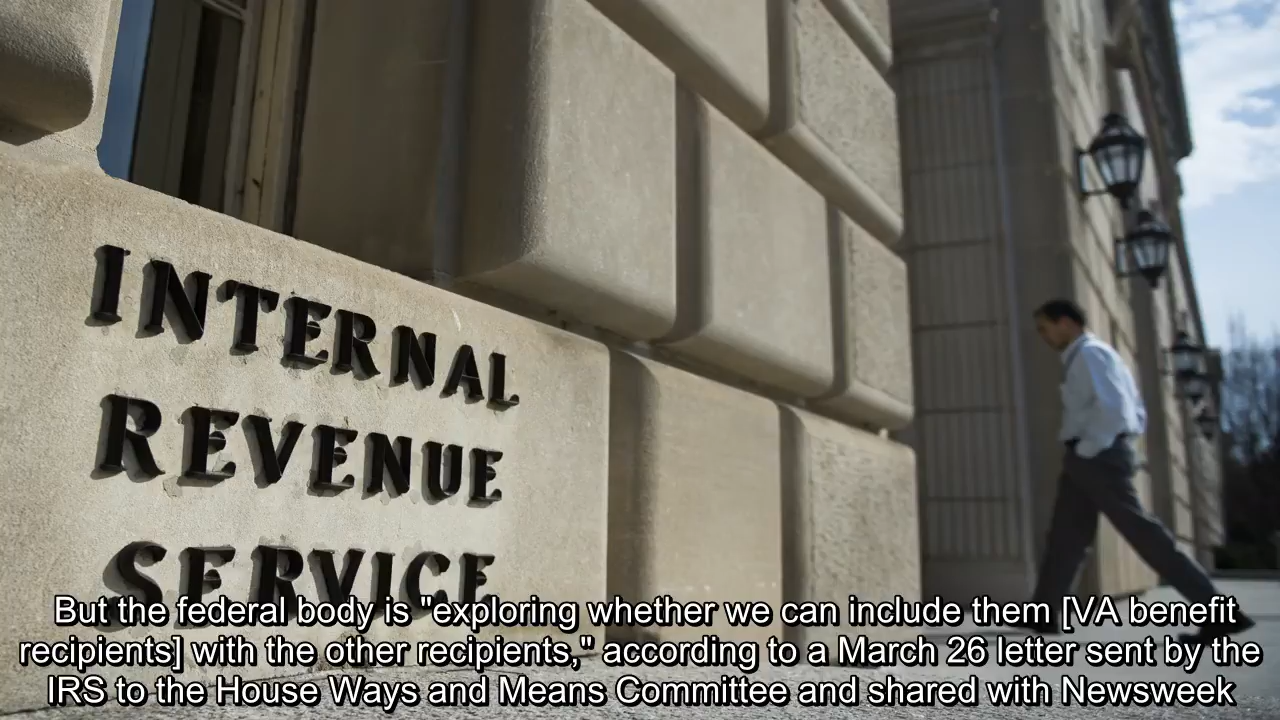 INTERNAL
REVENUE
SERVICE
But the federal body is "exploring whether we can include them [VA benefit
recipients] with the other recipients," according to a March 26 letter sent by the
IRS to the House Ways and Means Committee and shared with Newsweek